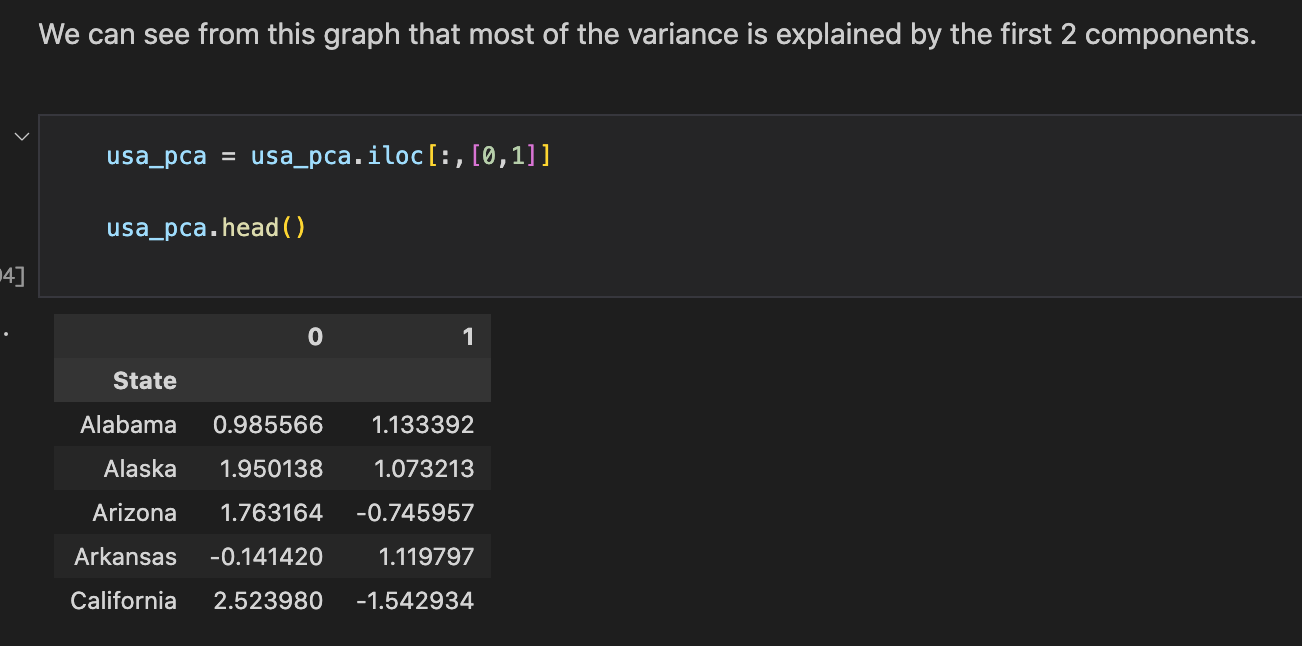 We can see from this graph that most of the variance is explained by the first 2 components.
usa_pca = usa_pca.iloc[:,[0,1]]
usa_pca.head()
04]
0 1
State
Alabama 0.985566 1.133392
Alaska 1.950138 1.073213
Arizona 1.763164 -0.745957
Arkansas -0.141420 1.119797
California 2.523980 -1.542934